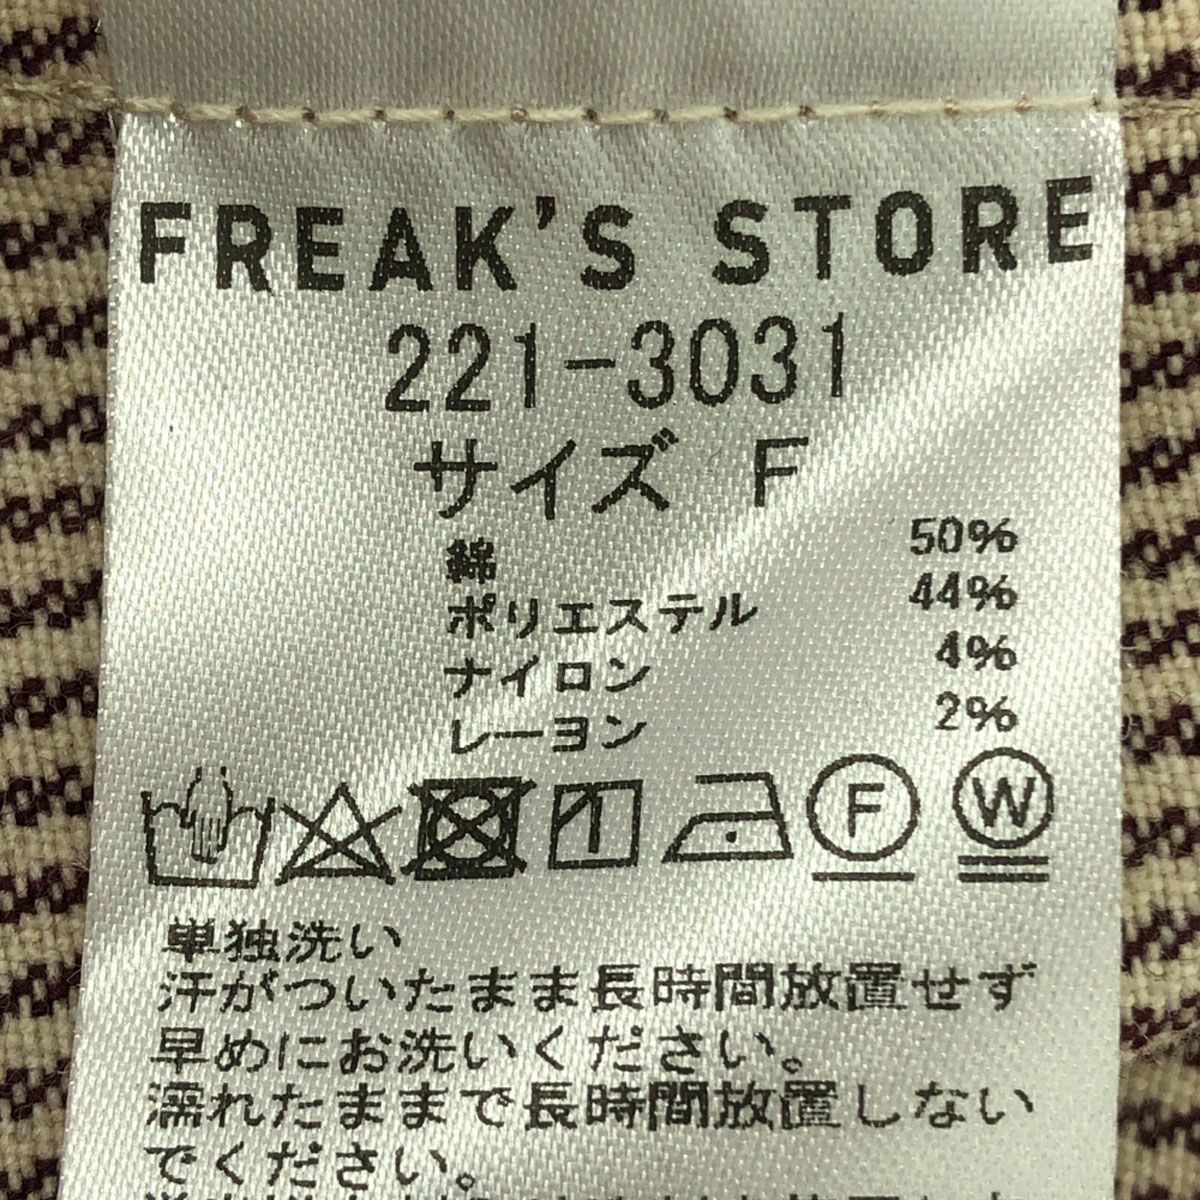 FREAK'S STORE
221-3031
サイズ F
綿 50%
ポリエステル 44%
ナイロン 4%
レーヨン 2%
F W
単独洗い
汗がついたまま長時間放置せず
早めにお洗いください。
濡れたままで長時間放置しない
でください。